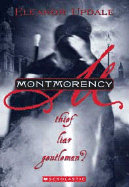 ELEANOR UPDALE
MONTMORENCY
thief
liar
gentleman?
SCHOLASTIC